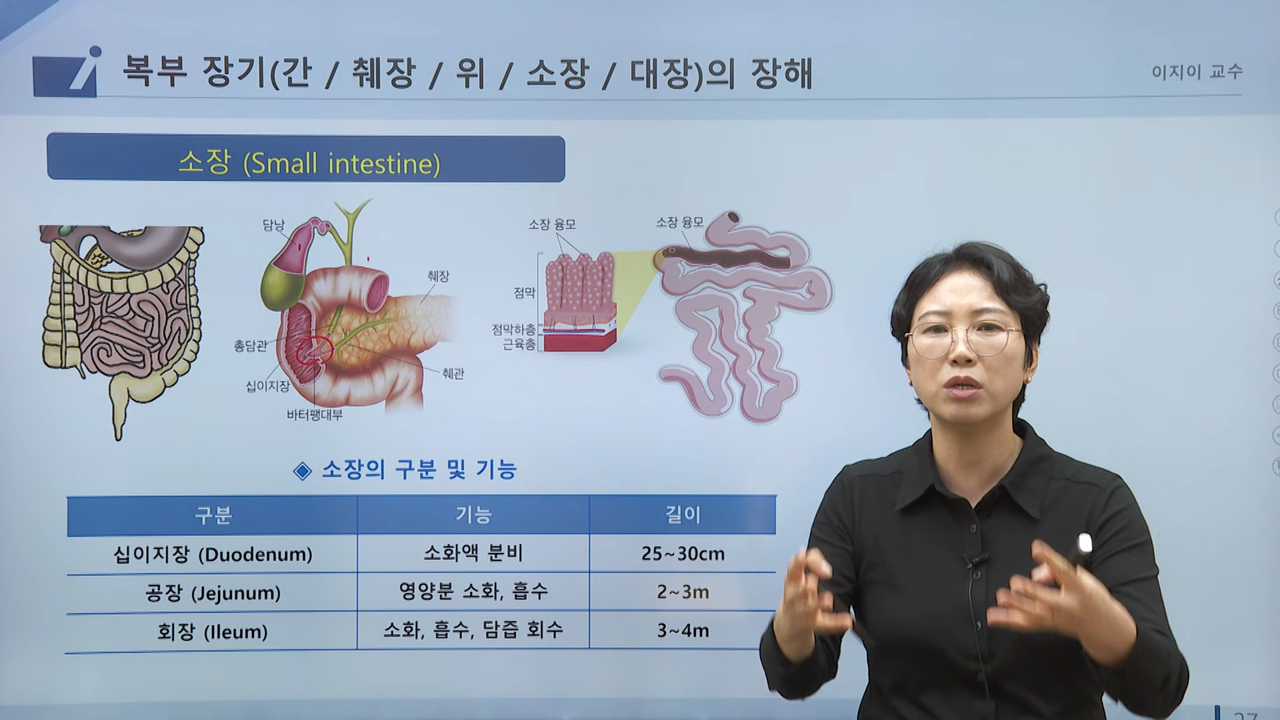 복부 장기(간 / 췌장 / 위 / 소장 / 대장)의 장해
이지이 교수
소장 (Small intestine)
담낭
췌장
총담관
십이지장
바터팽대부
췌관
소장 융모
소장 융모
점막
점막하층
근육층
◈ 소장의 구분 및 기능
구분 기능 길이
십이지장 (Duodenum) 소화액 분비 25~30cm
공장 (Jejunum) 영양분 소화, 흡수 2~3m
회장 (Ileum) 소화, 흡수, 담즙 회수 3~4m